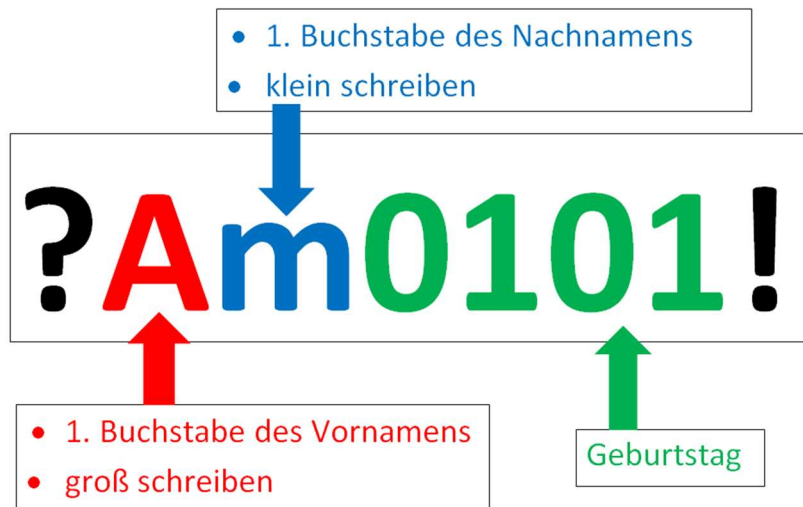 • 1. Buchstabe des Nachnamens
• klein schreiben
?Am0101!
• 1. Buchstabe des Vornamens
• groß schreiben
Geburtstag